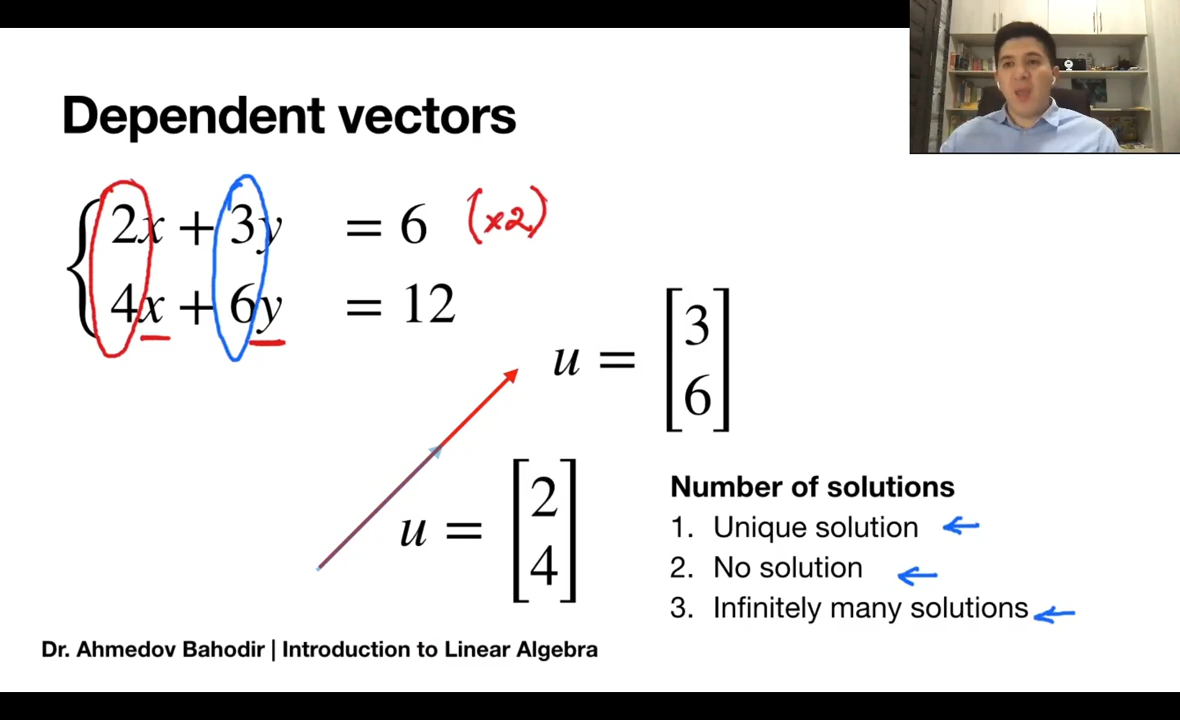 Dependent vectors
2x + 3y = 6 (x2)
4x + 6y = 12
u = [3 6]
u = [2 4]
Number of solutions
1. Unique solution
2. No solution
3. Infinitely many solutions
Dr. Ahmedov Bahodir | Introduction to Linear Algebra